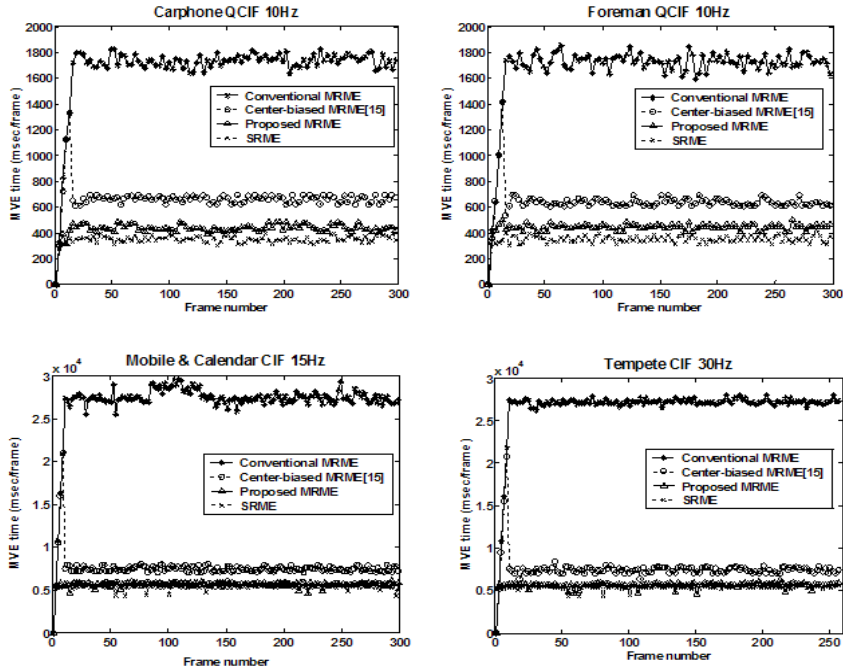 Carphone QCIF 10Hz
2000
1800
1600
1400
1200
1000
800
600
400
200
0
MVE time (msec/frame)
Conventional MRME
Center-biased MRME[15]
Proposed MRME
SRME
0 50 100 150 200 250 300
Frame number
Foreman QCIF 10Hz
2000
1800
1600
1400
1200
1000
800
600
400
200
0
MVE time (msec/frame)
Conventional MRME
Center-biased MRME[15]
Proposed MRME
SRME
0 50 100 150 200 250 300
Frame number
Mobile & Calendar CIF 15Hz
x 10^4
3
2.5
2
1.5
1
0.5
0
MVE time (msec/frame)
Conventional MRME
Center-biased MRME[15]
Proposed MRME
SRME
0 50 100 150 200 250 300
Frame number
Tempete CIF 30Hz
x 10^4
3
2.5
2
1.5
1
0.5
0
MVE time (msec/frame)
Conventional MRME
Center-biased MRME[15]
Proposed MRME
SRME
0 50 100 150 200 250
Frame number